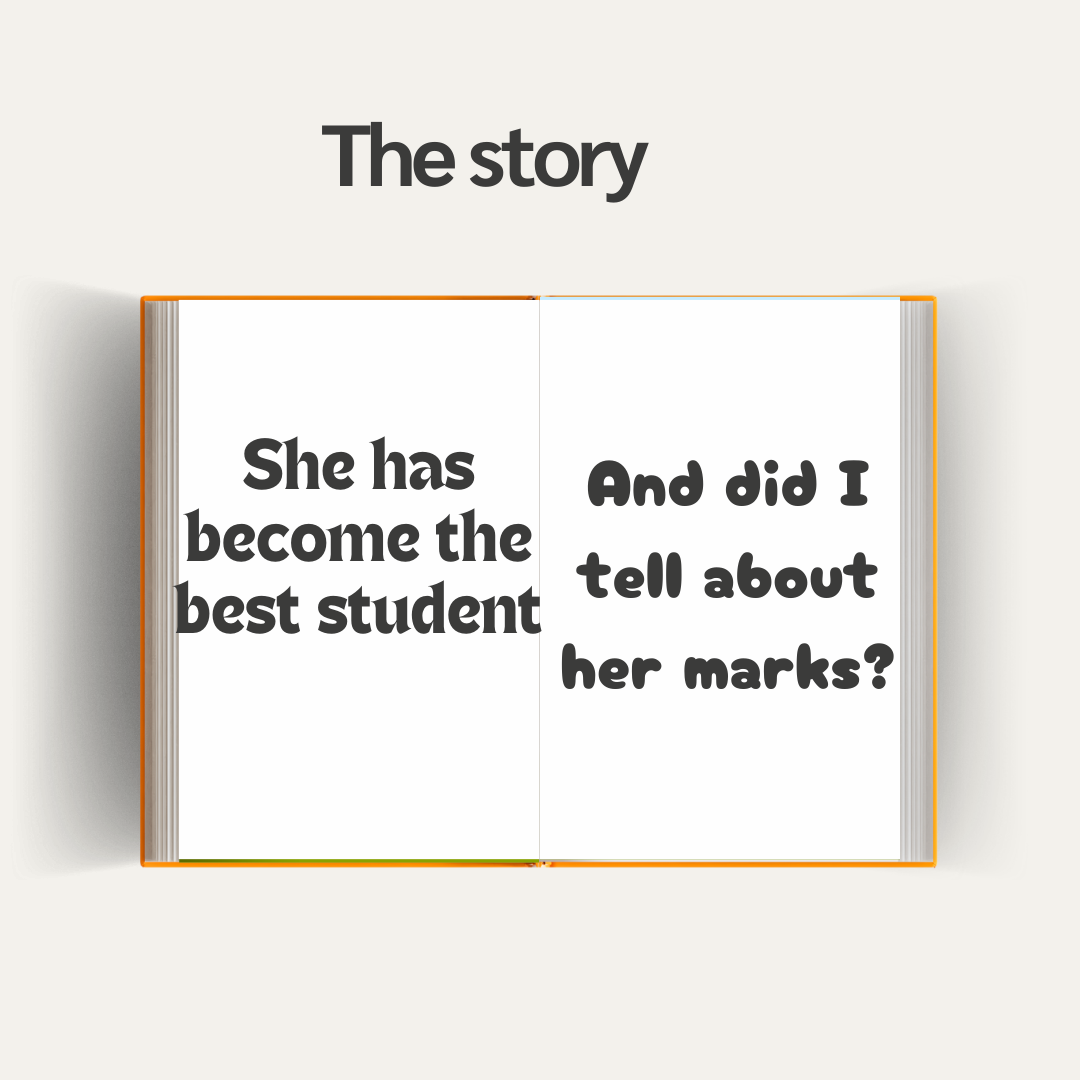 The story
She has
become the
best student
And did I
tell about
her marks?